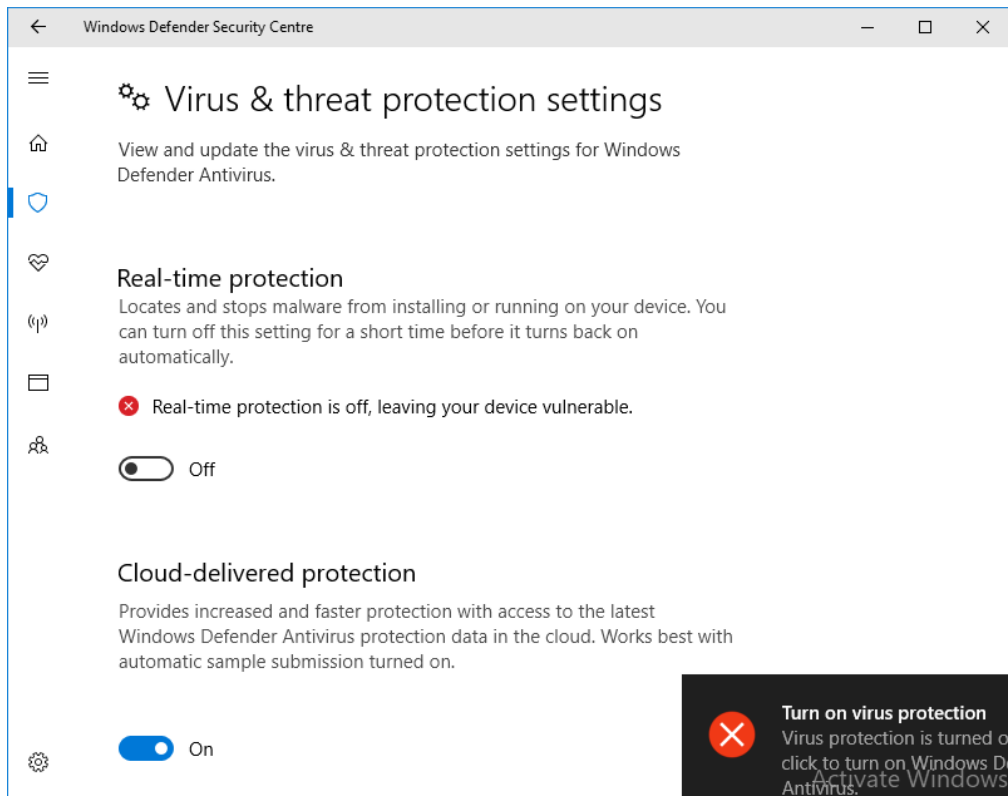 Windows Defender Security Centre
Virus & threat protection settings
View and update the virus & threat protection settings for Windows
Defender Antivirus.
Real-time protection
Locates and stops malware from installing or running on your device. You
can turn off this setting for a short time before it turns back on
automatically.
Real-time protection is off, leaving your device vulnerable.
Off
Cloud-delivered protection
Provides increased and faster protection with access to the latest
Windows Defender Antivirus protection data in the cloud. Works best with
automatic sample submission turned on.
On
Turn on virus protection
Virus protection is turned
click to turn on Windows
Antivirus.
Activate Windows